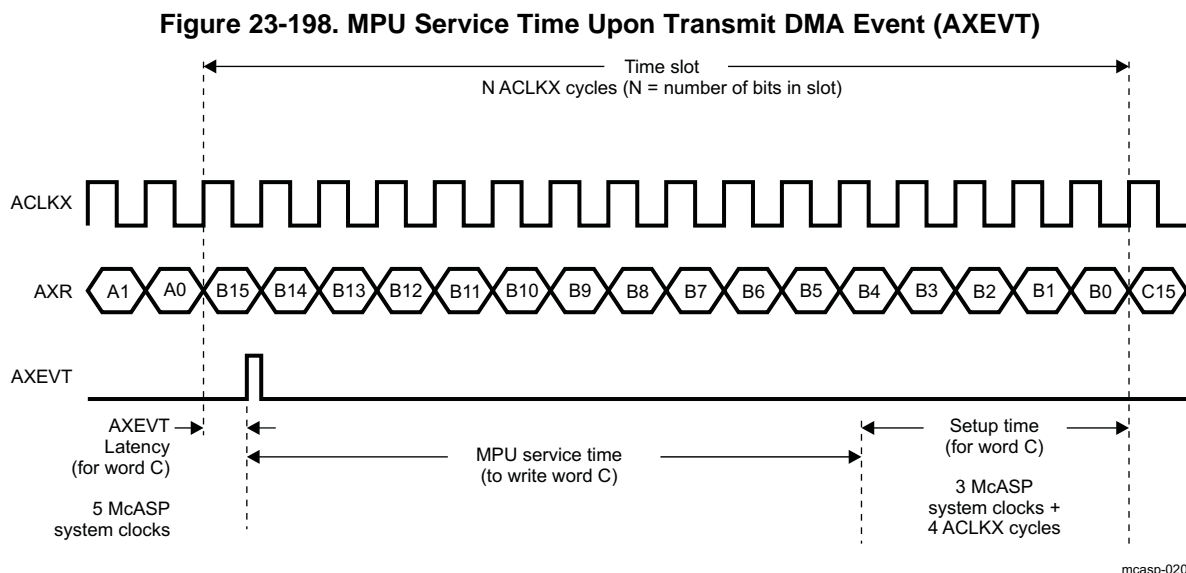 Figure 23-198. MPU Service Time Upon Transmit DMA Event (AXEVT)
Time slot
N ACLKX cycles (N = number of bits in slot)
ACLKX
AXR A1 A0 B15 B14 B13 B12 B11 B10 B9 B8 B7 B6 B5 B4 B3 B2 B1 B0 C15
AXEVT
AXEVT
Latency
(for word C)
5 McASP
system clocks
MPU service time
(to write word C)
Setup time
(for word C)
3 McASP
system clocks +
4 ACLKX cycles
mcasp-020